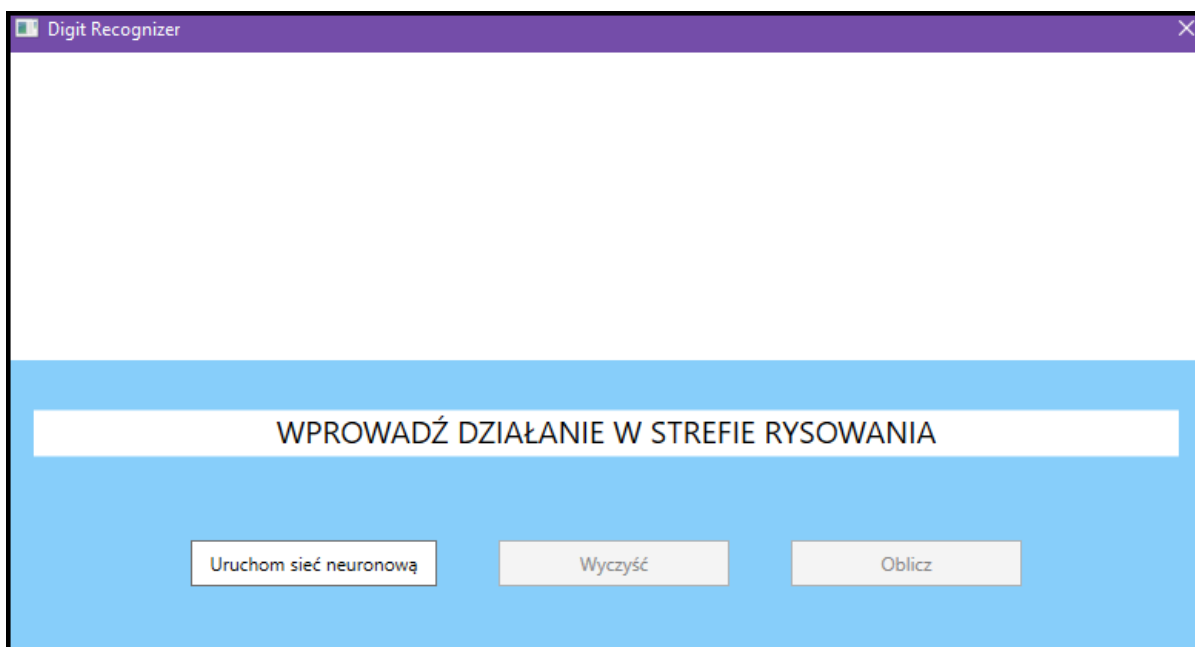 Digit Recognizer
WPROWADŹ DZIAŁANIE W STREFIE RYSOWANIA
Uruchom sieć neuronową
Wyczyść
Oblicz